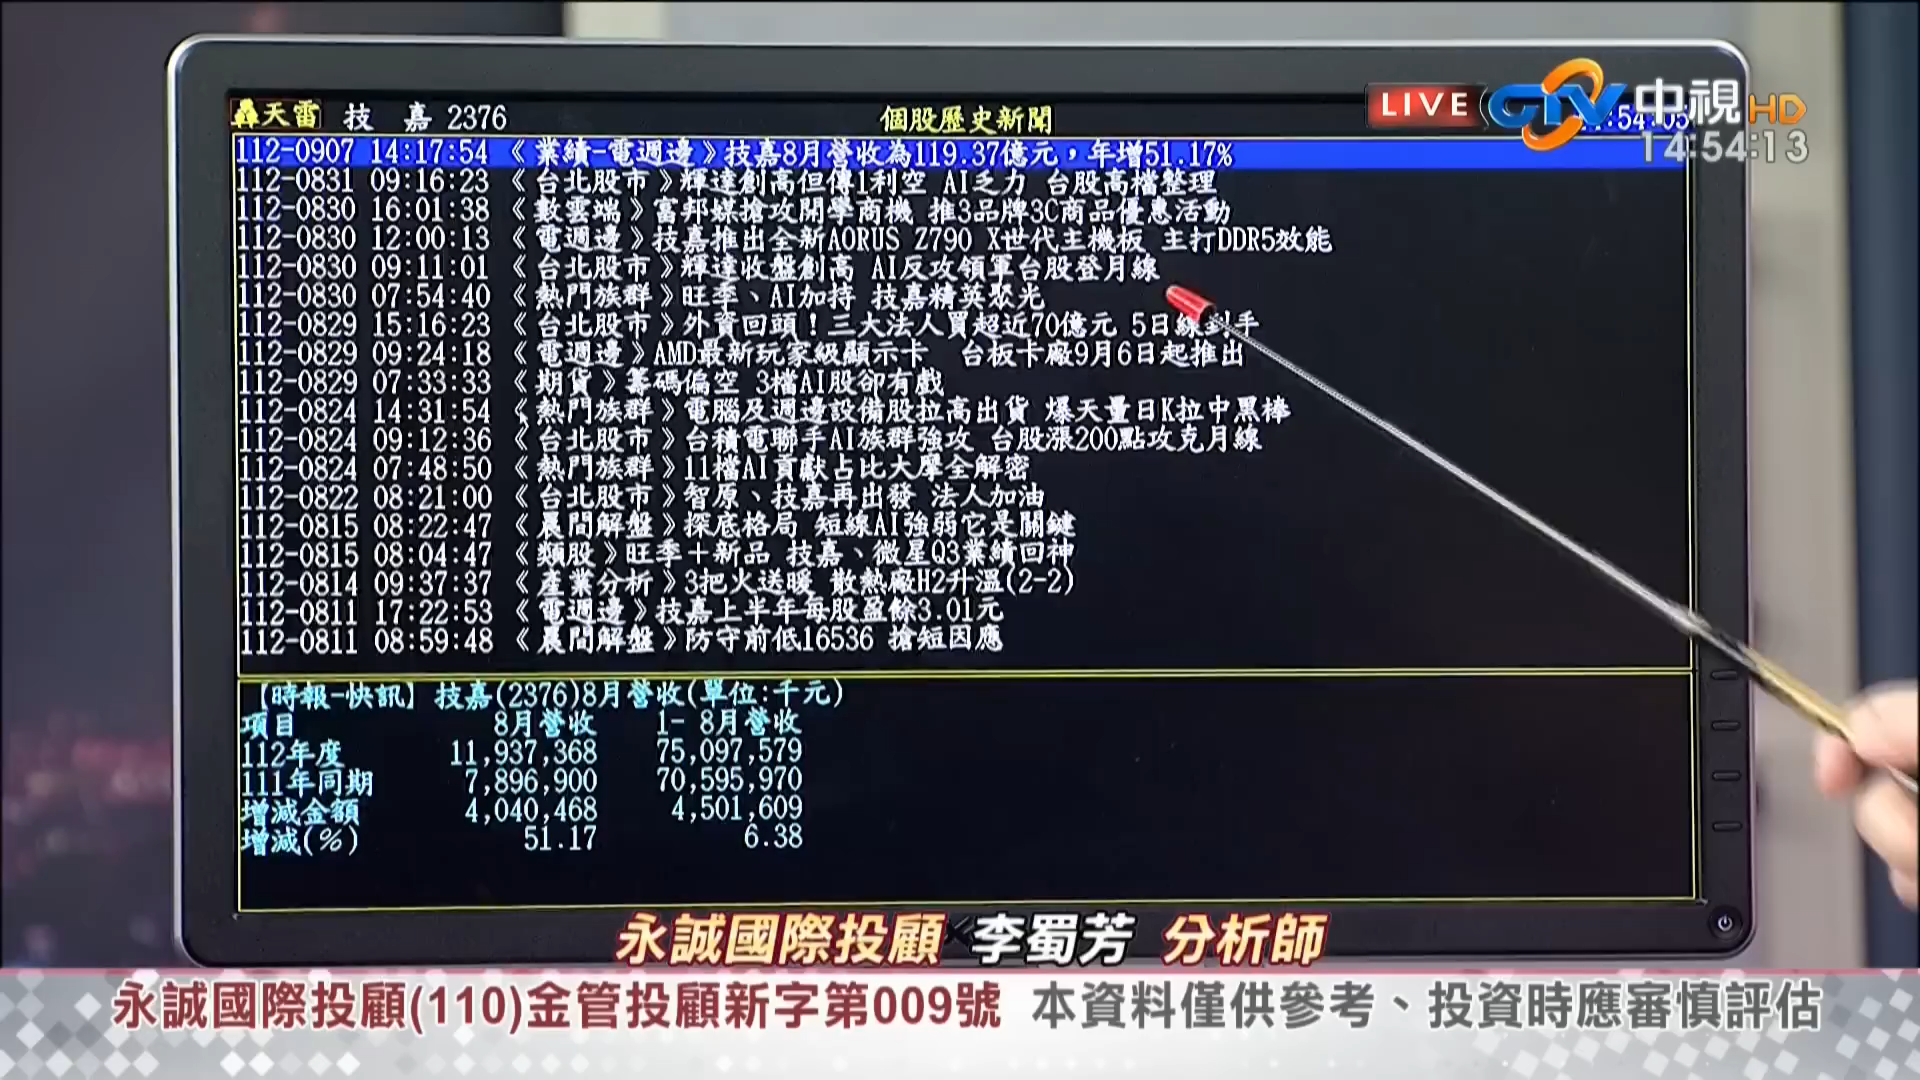 轟天雷 技 嘉 2376 個股歷史新聞
LIVE CTV 中視HD
14:54:13
112-0907 14:17:54 《業績-電週邊》技嘉8月營收為119.37億元，年增51.17%
112-0831 09:16:23 《台北股市》輝達創高但傳1利空 AI乏力 台股高檔整理
112-0830 16:01:38 《數雲端》富邦媒搶攻開學商機 推3品牌3C商品優惠活動
112-0830 12:00:13 《電週邊》技嘉推出全新AORUS Z790 X世代主機板 主打DDR5效能
112-0830 09:11:01 《台北股市》輝達收盤創高 AI反攻領軍台股登月線
112-0830 07:54:40 《熱門族群》旺季、AI加持 技嘉精英眾光
112-0829 15:16:23 《台北股市》外資回頭！三大法人買超近70億元 5日線到手
112-0829 09:24:18 《電週邊》AMD最新玩家級顯示卡 台板卡廠9月6日起推出
112-0829 07:33:33 《期貨》籌碼偏空 3檔AI股卻有戲
112-0824 14:31:54 《熱門族群》電腦及週邊設備股拉高出貨 爆天量日K拉中黑棒
112-0824 09:12:36 《台北股市》台積電聯手AI族群強攻 台股漲200點攻克月線
112-0824 07:48:50 《熱門族群》11檔AI貢獻占比大摩全解密
112-0822 08:21:00 《台北股市》智原、技嘉再出發 法人加油
112-0815 08:22:47 《晨間解盤》探底格局 短線AI強弱它是關鍵
112-0815 08:04:47 《類股》旺季＋新品 技嘉、微星Q3業績回神
112-0814 09:37:37 《產業分析》3把火送暖 散熱廠H2升溫(2-2)
112-0811 17:22:53 《電週邊》技嘉上半年每股盈餘3.01元
112-0811 08:59:48 《晨間解盤》防守前低16536 搶短因應
【時報-快訊】技嘉(2376)8月營收(單位:千元)
項目 8月營收 1- 8月營收
112年度 11,937,368 75,097,579
111年同期 7,896,900 70,595,970
增減金額 4,040,468 4,501,609
增減(%) 51.17 6.38
永誠國際投顧 李蜀芳 分析師
永誠國際投顧(110)金管投顧新字第009號 本資料僅供參考、投資時應審慎評估